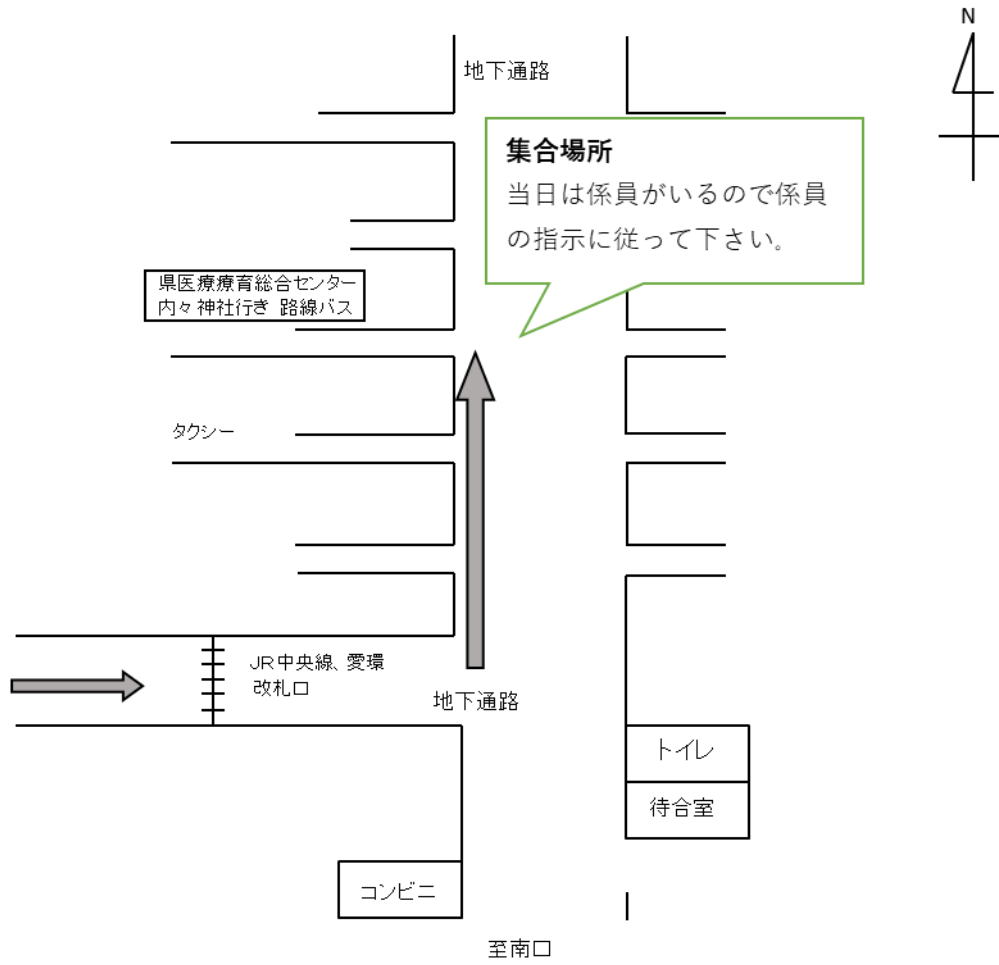 N
地下通路
集合場所
当日は係員がいるので係員
の指示に従って下さい。
県医療療育総合センター
内々神社行き 路線バス
タクシー
JR中央線、愛環
改札口
地下通路
トイレ
待合室
コンビニ
至南口